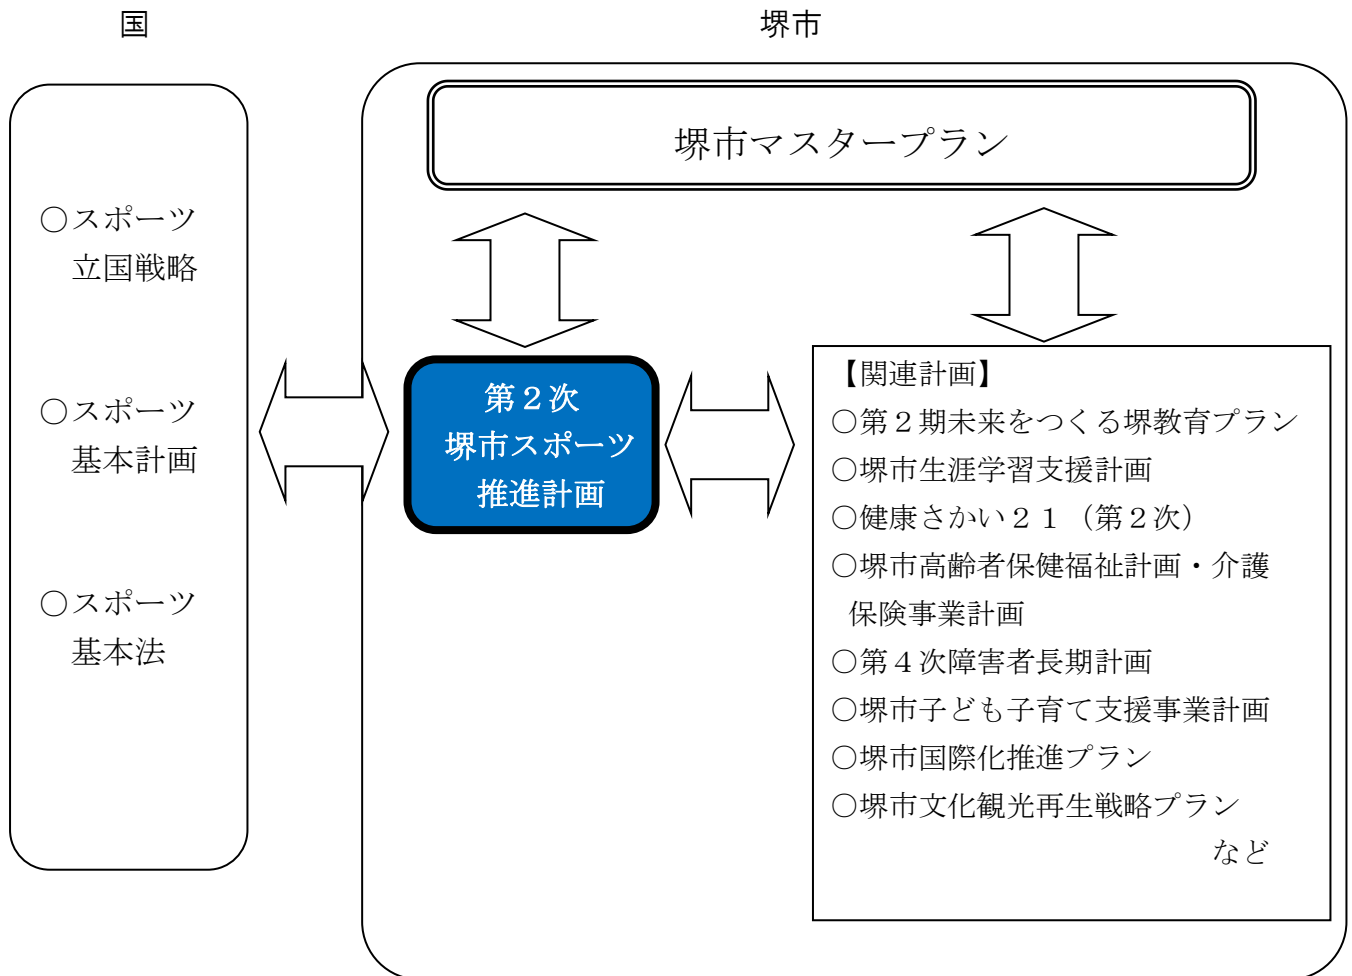 国
堺市
○スポーツ
立国戦略
○スポーツ
基本計画
○スポーツ
基本法
堺市マスタープラン
第２次
堺市スポーツ
推進計画
【関連計画】
○第２期未来をつくる堺教育プラン
○堺市生涯学習支援計画
○健康さかい２１（第２次）
○堺市高齢者保健福祉計画・介護
保険事業計画
○第４次障害者長期計画
○堺市子ども子育て支援事業計画
○堺市国際化推進プラン
○堺市文化観光再生戦略プラン
など